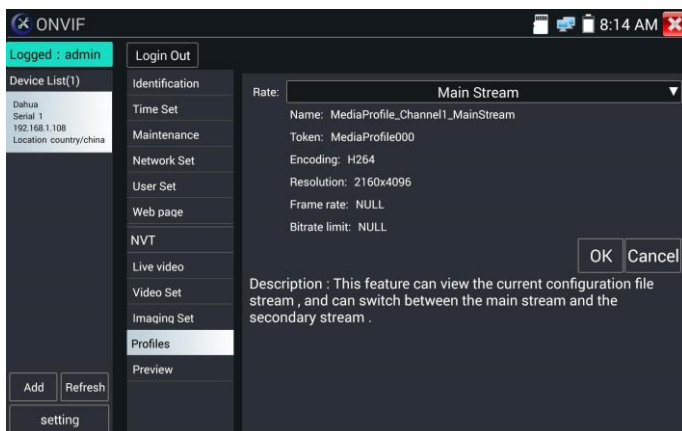 ONVIF
8:14 AM
Logged : admin
Login Out
Device List(1)
Dahua
Serial 1
192.168.1.108
Location country/china
Identification
Time Set
Maintenance
Network Set
User Set
Web page
NVT
Live video
Video Set
Imaging Set
Profiles
Preview
Rate:
Main Stream
Name: MediaProfile_Channel1_MainStream
Token: MediaProfile000
Encoding: H264
Resolution: 2160x4096
Frame rate: NULL
Bitrate limit: NULL
OK
Cancel
Description : This feature can view the current configuration file
stream , and can switch between the main stream and the
secondary stream .
Add
Refresh
setting